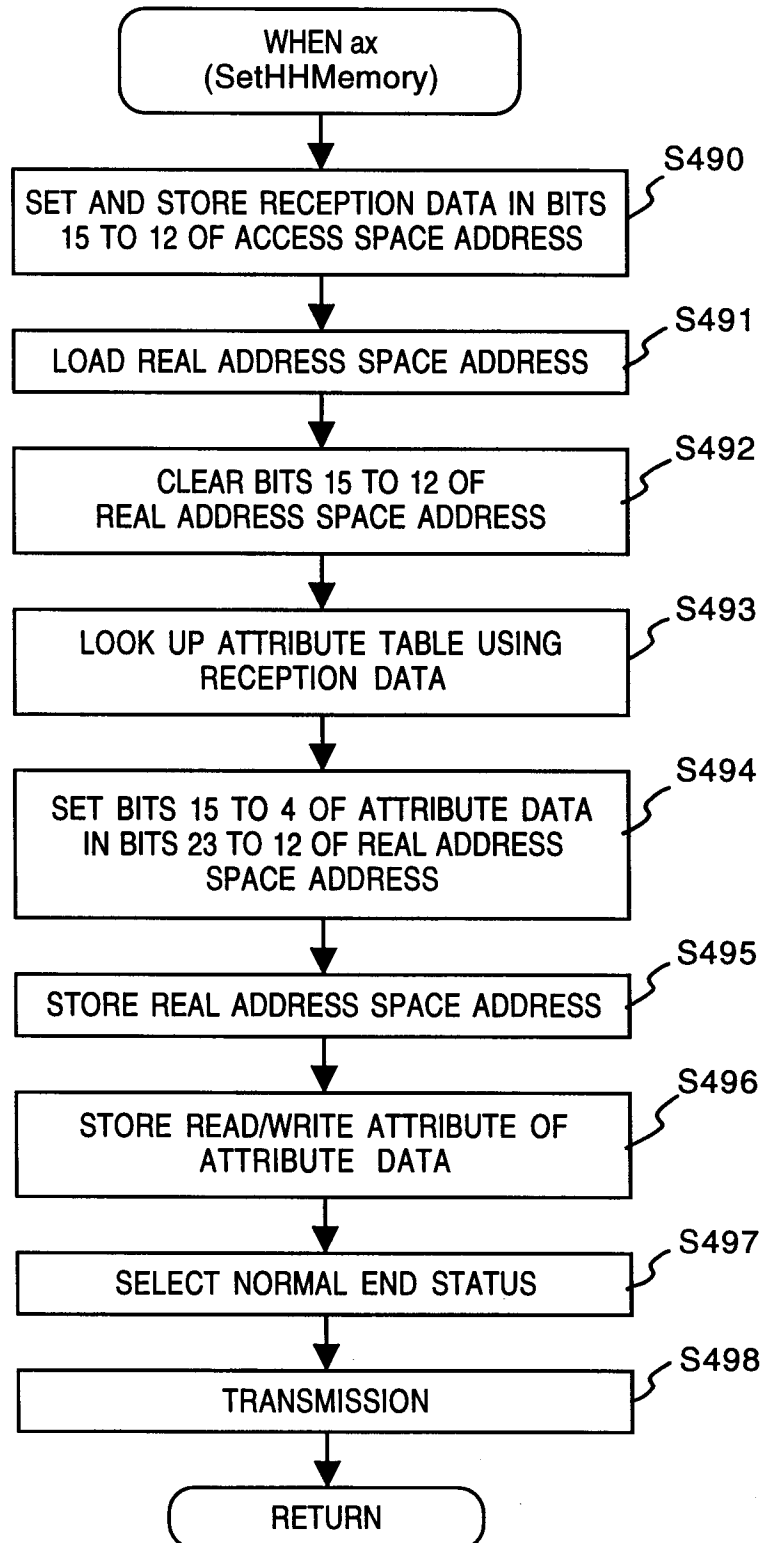 WHEN ax
(SetHHMemory)
S490
SET AND STORE RECEPTION DATA IN BITS
15 TO 12 OF ACCESS SPACE ADDRESS
S491
LOAD REAL ADDRESS SPACE ADDRESS
S492
CLEAR BITS 15 TO 12 OF
REAL ADDRESS SPACE ADDRESS
S493
LOOK UP ATTRIBUTE TABLE USING
RECEPTION DATA
S494
SET BITS 15 TO 4 OF ATTRIBUTE DATA
IN BITS 23 TO 12 OF REAL ADDRESS
SPACE ADDRESS
S495
STORE REAL ADDRESS SPACE ADDRESS
S496
STORE READ/WRITE ATTRIBUTE OF
ATTRIBUTE DATA
S497
SELECT NORMAL END STATUS
S498
TRANSMISSION
RETURN